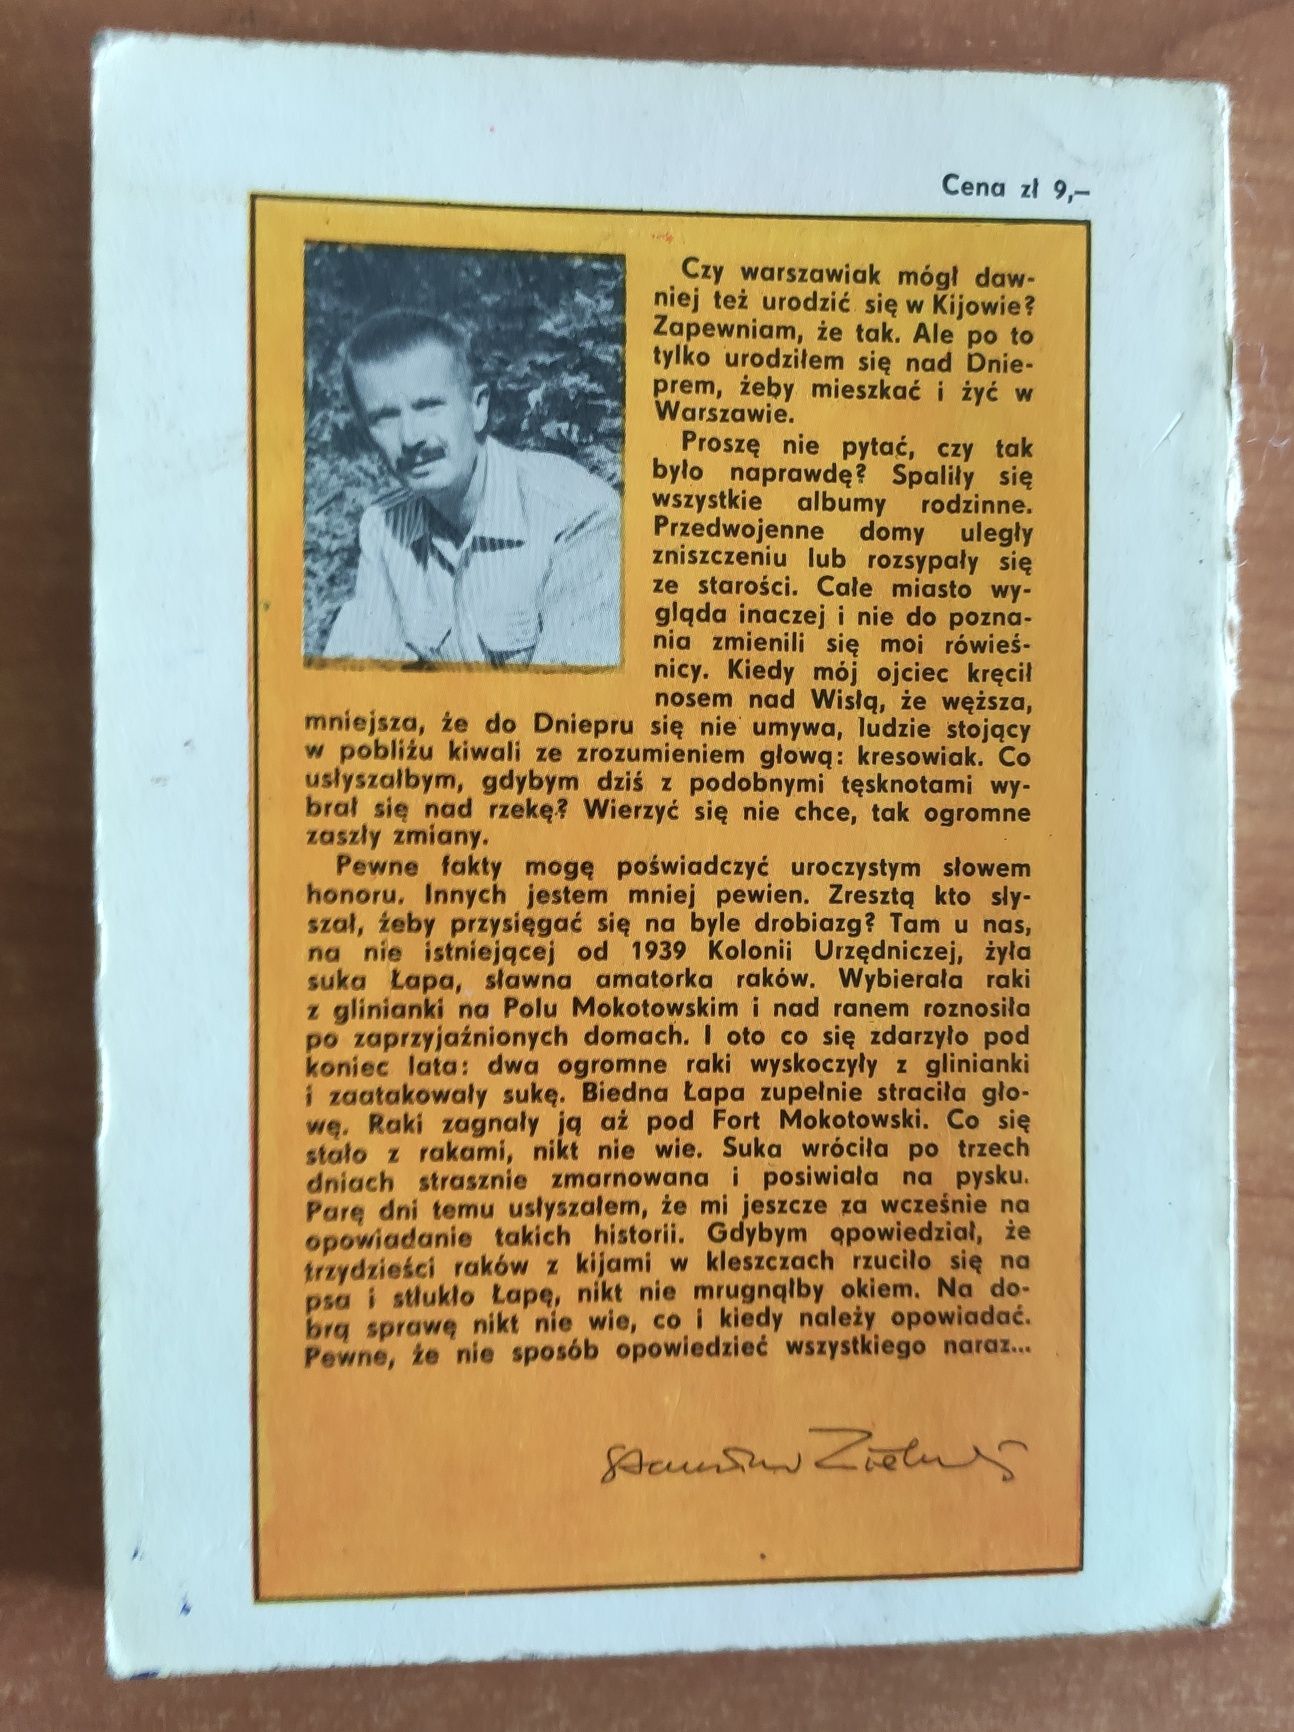 Cena zł 9,—
Czy warszawiak mógł daw-
niej też urodzić się w Kijowie?
Zapewniam, że tak. Ale po to
tylko urodziłem się nad Dnie-
prem, żeby mieszkać i żyć w
Warszawie.
Proszę nie pytać, czy tak
było naprawdę? Spaliły się
wszystkie albumy rodzinne.
Przedwojenne domy uległy
zniszczeniu lub rozsypały się
ze starości. Całe miasto wy-
gląda inaczej i nie do pozna-
nia zmienili się moi rówieś-
nicy. Kiedy mój ojciec kręcił
nosem nad Wisłą, że węższa,
mniejsza, że do Dniepru się nie umywa, ludzie stojący
w pobliżu kiwali ze zrozumieniem głową: kresowiak. Co
usłyszałbym, gdybym dziś z podobnymi tęsknotami wy-
brał się nad rzekę? Wierzyć się nie chce, tak ogromne
zaszły zmiany.
Pewne fakty mogę poświadczyć uroczystym słowem
honoru. Innych jestem mniej pewien. Zresztą kto sły-
szał, żeby przysięgać się na byle drobiazg? Tam u nas,
na nie istniejącej od 1939 Kolonii Urzędniczej, żyła
suka Łapa, sławna amatorka raków. Wybierała raki
z glinianki na Polu Mokotowskim i nad ranem roznosiła
po zaprzyjaźnionych domach. I oto co się zdarzyło pod
koniec lata: dwa ogromne raki wyskoczyły z glinianki
i zaatakowały sukę. Biedna Łapa zupełnie straciła gło-
wę. Raki zagnały ją aż pod Fort Mokotowski. Co się
stało z rakami, nikt nie wie. Suka wróciła po trzech
dniach strasznie zmarnowana i posiwiała na pysku.
Parę dni temu usłyszałem, że mi jeszcze za wcześnie na
opowiadanie takich historii. Gdybym opowiedział, że
trzydzieści raków z kijami w kleszczach rzuciło się na
psa i stłukło Łapę, nikt nie mrugnąłby okiem. Na do-
brą sprawę nikt nie wie, co i kiedy należy opowiadać.
Pewne, że nie sposób opowiedzieć wszystkiego naraz...
Stanisław Zieliński